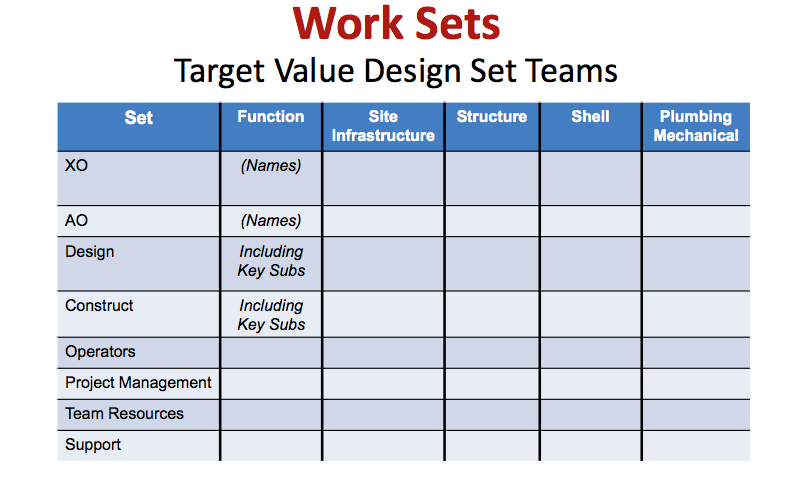 Work Sets
Target Value Design Set Teams
Set Function Site Infrastructure Structure Shell Plumbing Mechanical
XO (Names)
AO (Names)
Design Including Key Subs
Construct Including Key Subs
Operators
Project Management
Team Resources
Support